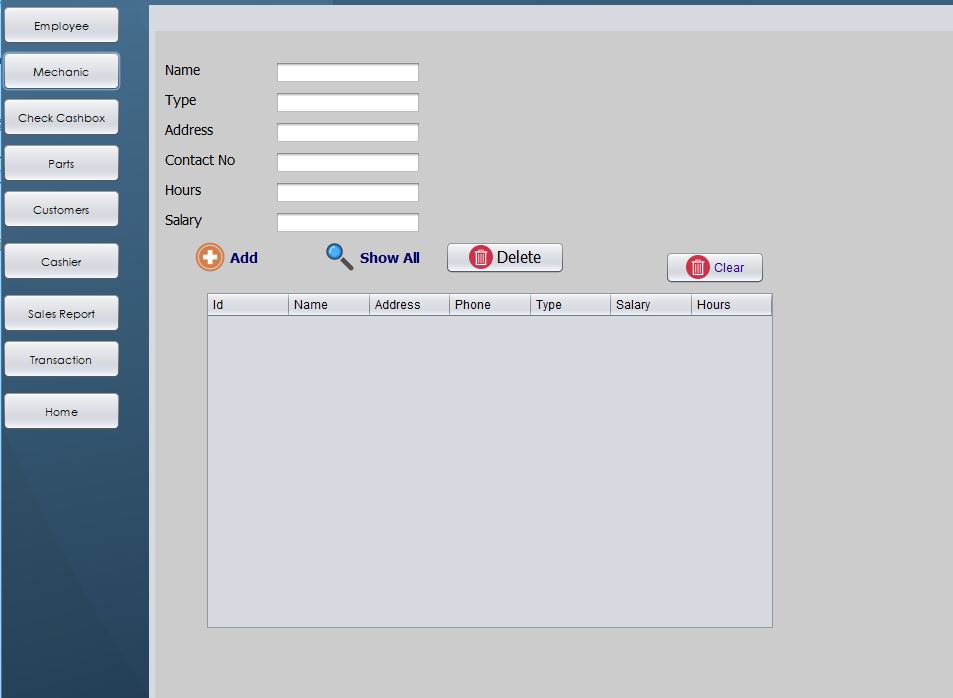 Employee
Mechanic
Check Cashbox
Parts
Customers
Cashier
Sales Report
Transaction
Home
Name
Type
Address
Contact No
Hours
Salary
Add Show All Delete Clear
Id Name Address Phone Type Salary Hours